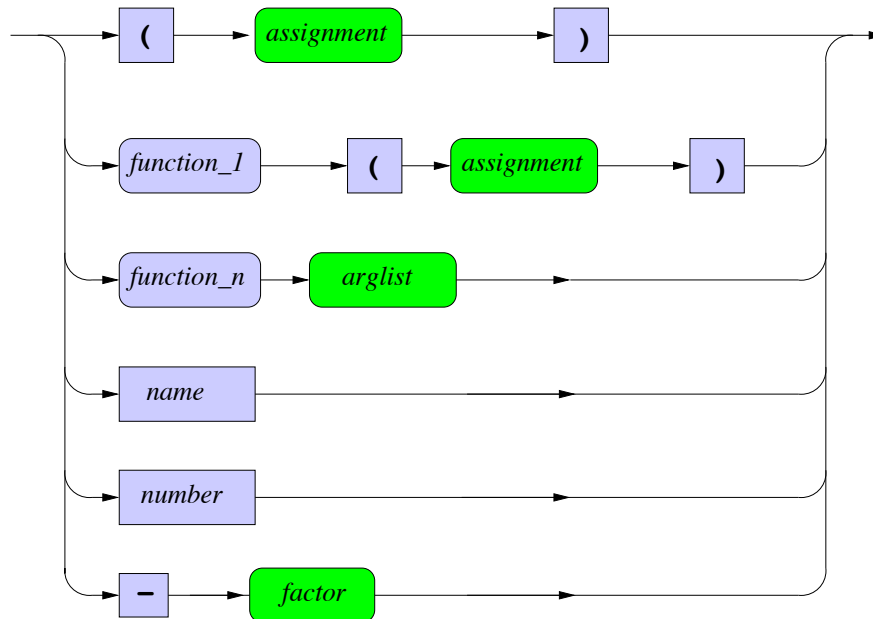 ( assignment )
function_1 ( assignment )
function_n arglist
name
number
− factor